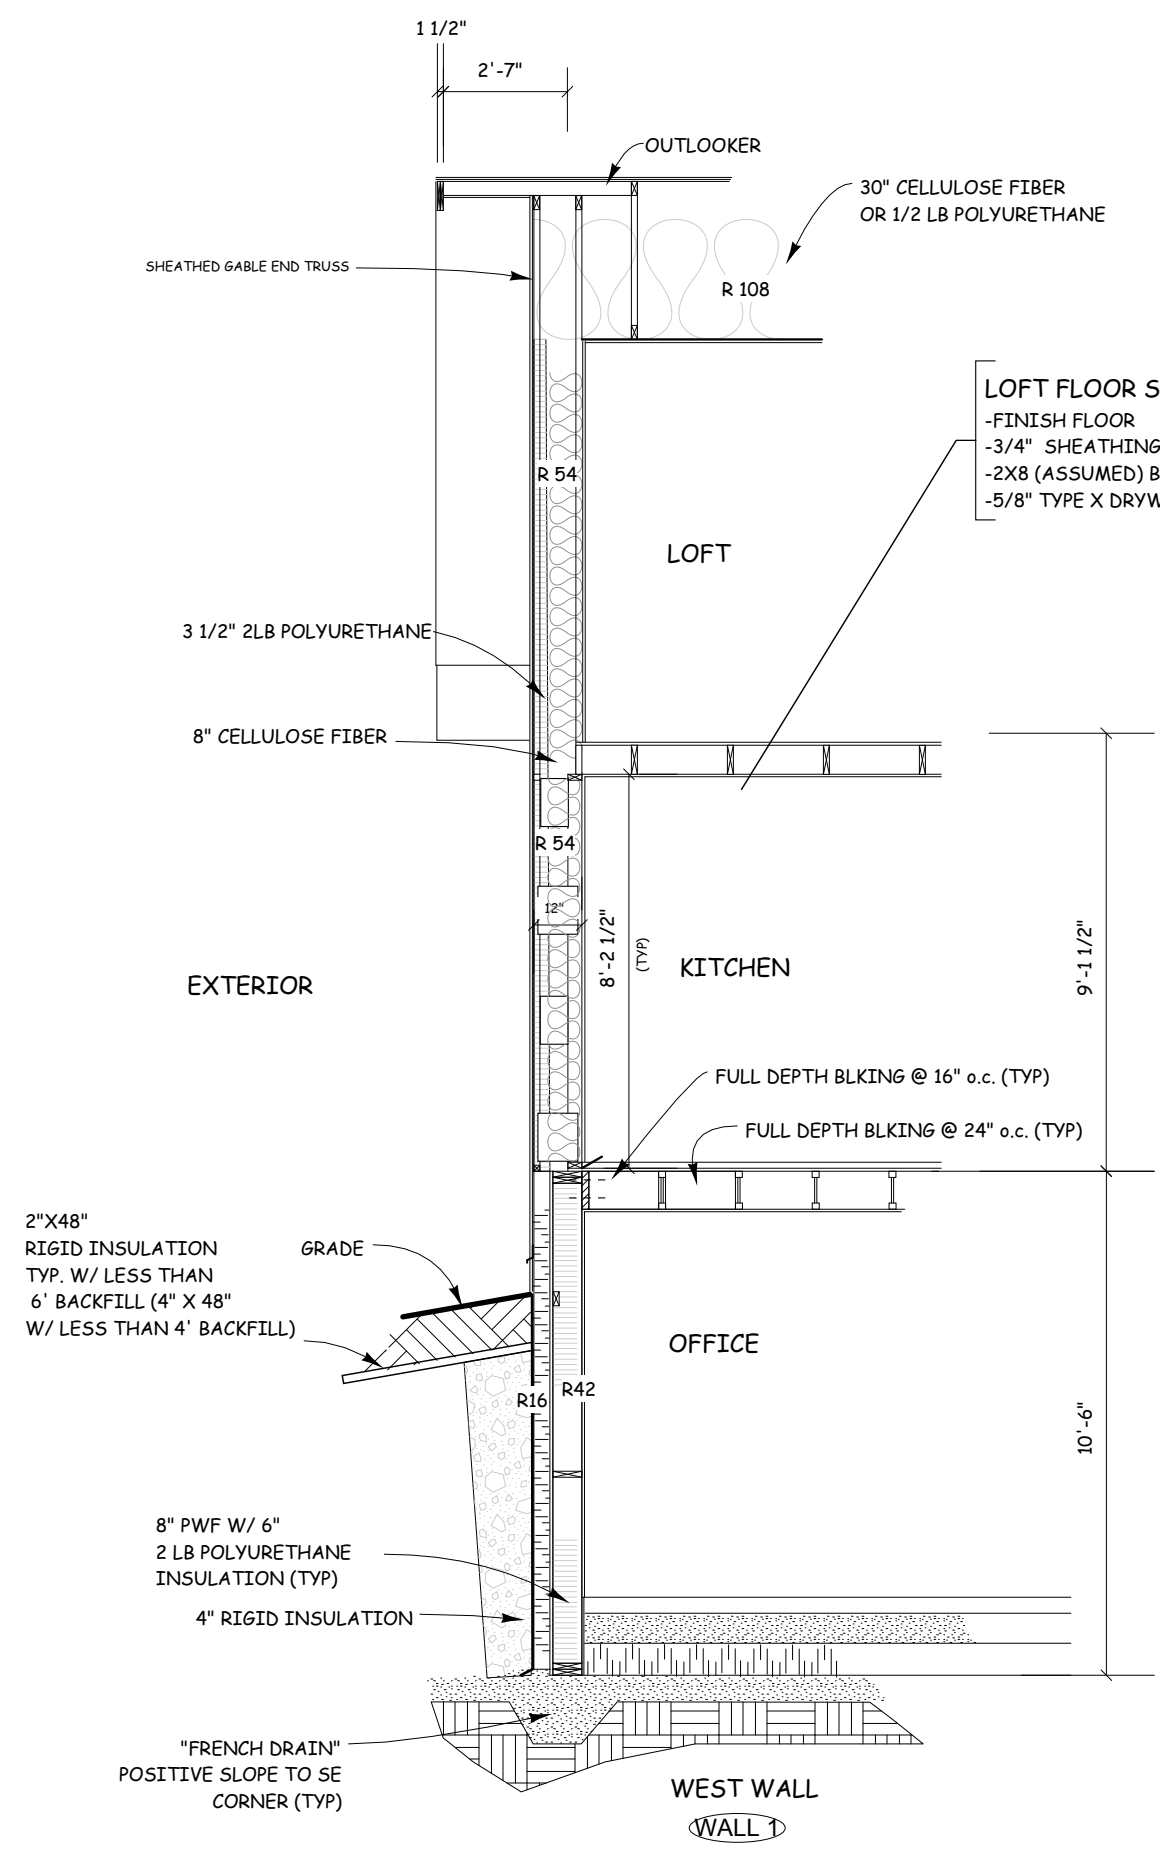 1 1/2"
2'-7"
OUTLOOKER
30" CELLULOSE FIBER
OR 1/2 LB POLYURETHANE
SHEATHED GABLE END TRUSS
R 108
LOFT FLOOR S
-FINISH FLOOR
-3/4" SHEATHING
-2X8 (ASSUMED) B
-5/8" TYPE X DRYW
R 54
LOFT
3 1/2" 2LB POLYURETHANE
8" CELLULOSE FIBER
R 54
12"
8'-2 1/2"
(TYP)
KITCHEN
9'-1 1/2"
EXTERIOR
FULL DEPTH BLKING @ 16" o.c. (TYP)
FULL DEPTH BLKING @ 24" o.c. (TYP)
2"X48"
RIGID INSULATION
TYP. W/ LESS THAN
6' BACKFILL (4" X 48"
W/ LESS THAN 4' BACKFILL)
GRADE
OFFICE
R16
R42
10'-6"
8" PWF W/ 6"
2 LB POLYURETHANE
INSULATION (TYP)
4" RIGID INSULATION
"FRENCH DRAIN"
POSITIVE SLOPE TO SE
CORNER (TYP)
WEST WALL
WALL 1